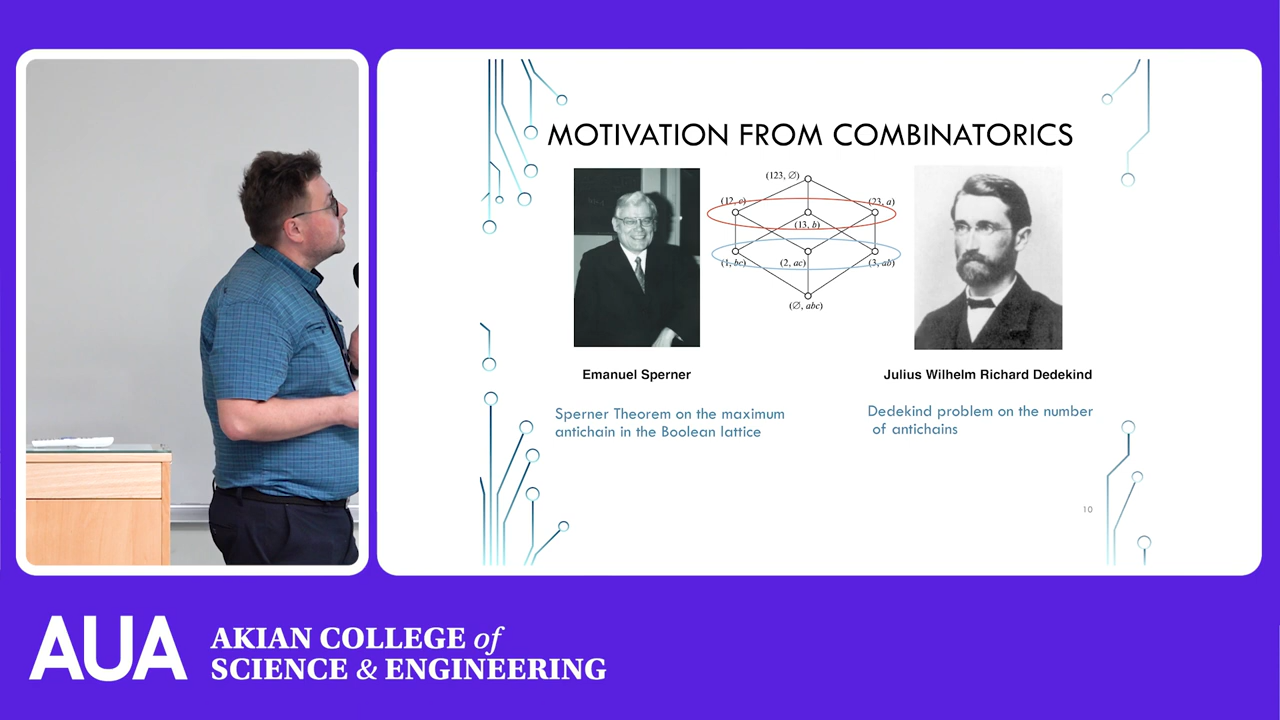 MOTIVATION FROM COMBINATORICS
(123, ∅)
(12, c)
(23, a)
(13, b)
(1, bc)
(2, ac)
(3, ab)
(∅, abc)
Emanuel Sperner
Julius Wilhelm Richard Dedekind
Sperner Theorem on the maximum
antichain in the Boolean lattice
Dedekind problem on the number
of antichains
10
AUA
AKIAN COLLEGE of
SCIENCE & ENGINEERING